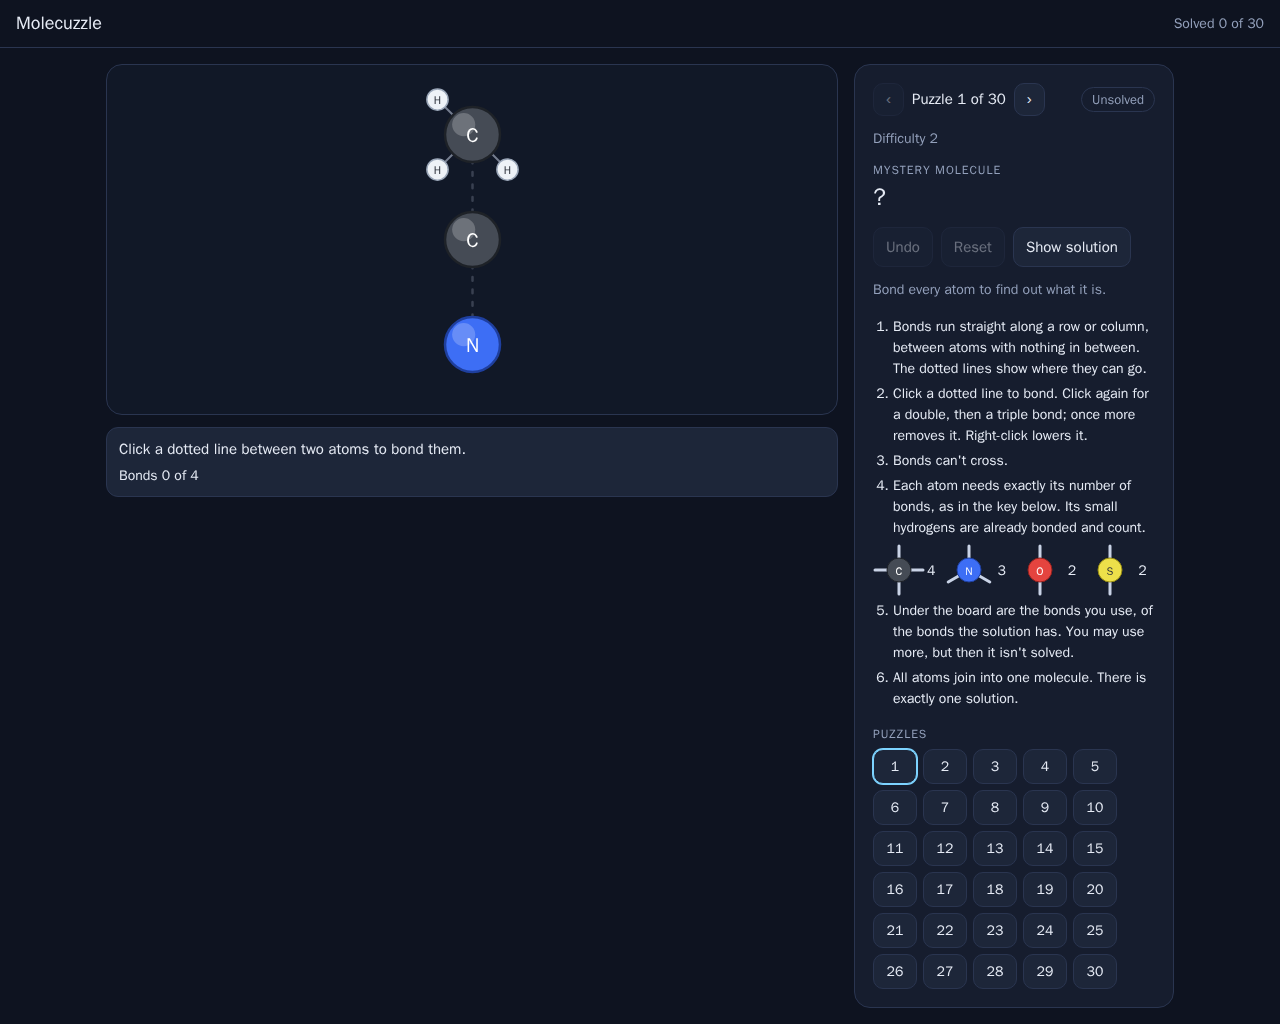 Molecuzzle
Solved 0 of 30
H
C
H
H
C
N
Click a dotted line between two atoms to bond them.
Bonds 0 of 4
‹
Puzzle 1 of 30
›
Unsolved
Difficulty 2
MYSTERY MOLECULE
?
Undo
Reset
Show solution
Bond every atom to find out what it is.
1. Bonds run straight along a row or column,
between atoms with nothing in between.
The dotted lines show where they can go.
2. Click a dotted line to bond. Click again for
a double, then a triple bond; once more
removes it. Right-click lowers it.
3. Bonds can't cross.
4. Each atom needs exactly its number of
bonds, as in the key below. Its small
hydrogens are already bonded and count.
C 4 N 3 O 2 S 2
5. Under the board are the bonds you use, of
the bonds the solution has. You may use
more, but then it isn't solved.
6. All atoms join into one molecule. There is
exactly one solution.
PUZZLES
1 2 3 4 5
6 7 8 9 10
11 12 13 14 15
16 17 18 19 20
21 22 23 24 25
26 27 28 29 30